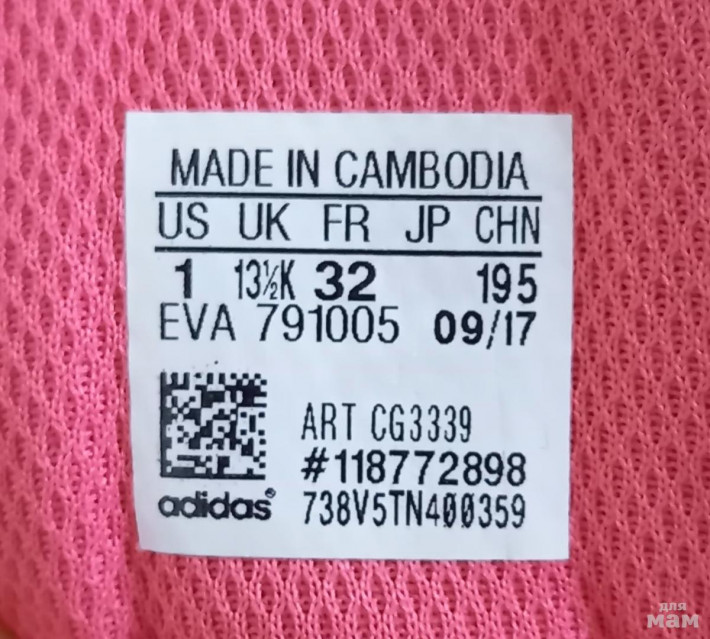 MADE IN CAMBODIA
US UK FR JP CHN
1 13½K 32 195
EVA 791005 09/17
ART CG3339
#118772898
adidas® 738V5TN400359
для
мам